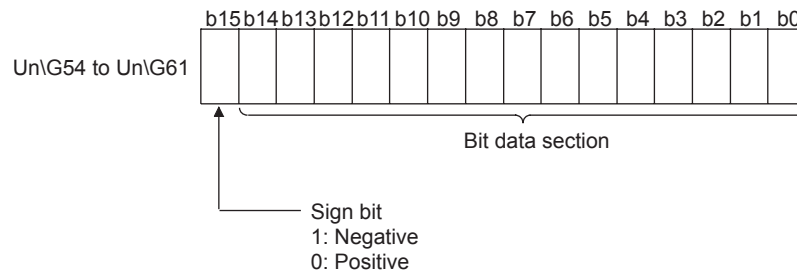 b15 b14 b13 b12 b11 b10 b9 b8 b7 b6 b5 b4 b3 b2 b1 b0
Un\G54 to Un\G61
Bit data section
Sign bit
1: Negative
0: Positive